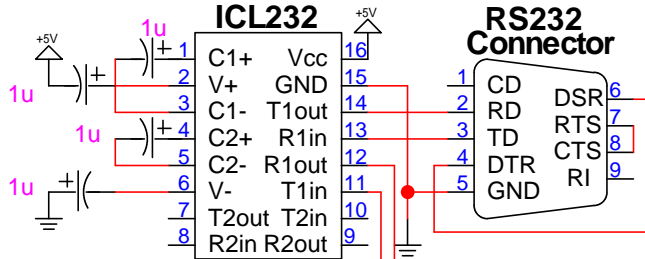 ICL232
RS232
Connector
+5V
1u
+
1 C1+ Vcc 16
+5V
1u
+
2 V+ GND 15
3 C1- T1out 14
1u
+
4 C2+ R1in 13
5 C2- R1out 12
1u
+
6 V- T1in 11
7 T2out T2in 10
8 R2in R2out 9
1 CD
DSR 6
2 RD
RTS 7
3 TD
CTS 8
4 DTR
RI 9
5 GND